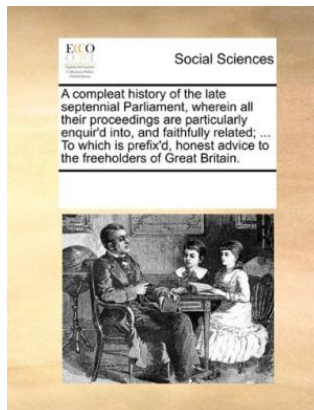 ECCO
Social Sciences
A compleat history of the late
septennial Parliament, wherein all
their proceedings are particularly
enquir'd into, and faithfully related; ...
To which is prefix'd, honest advice to
the freeholders of Great Britain.